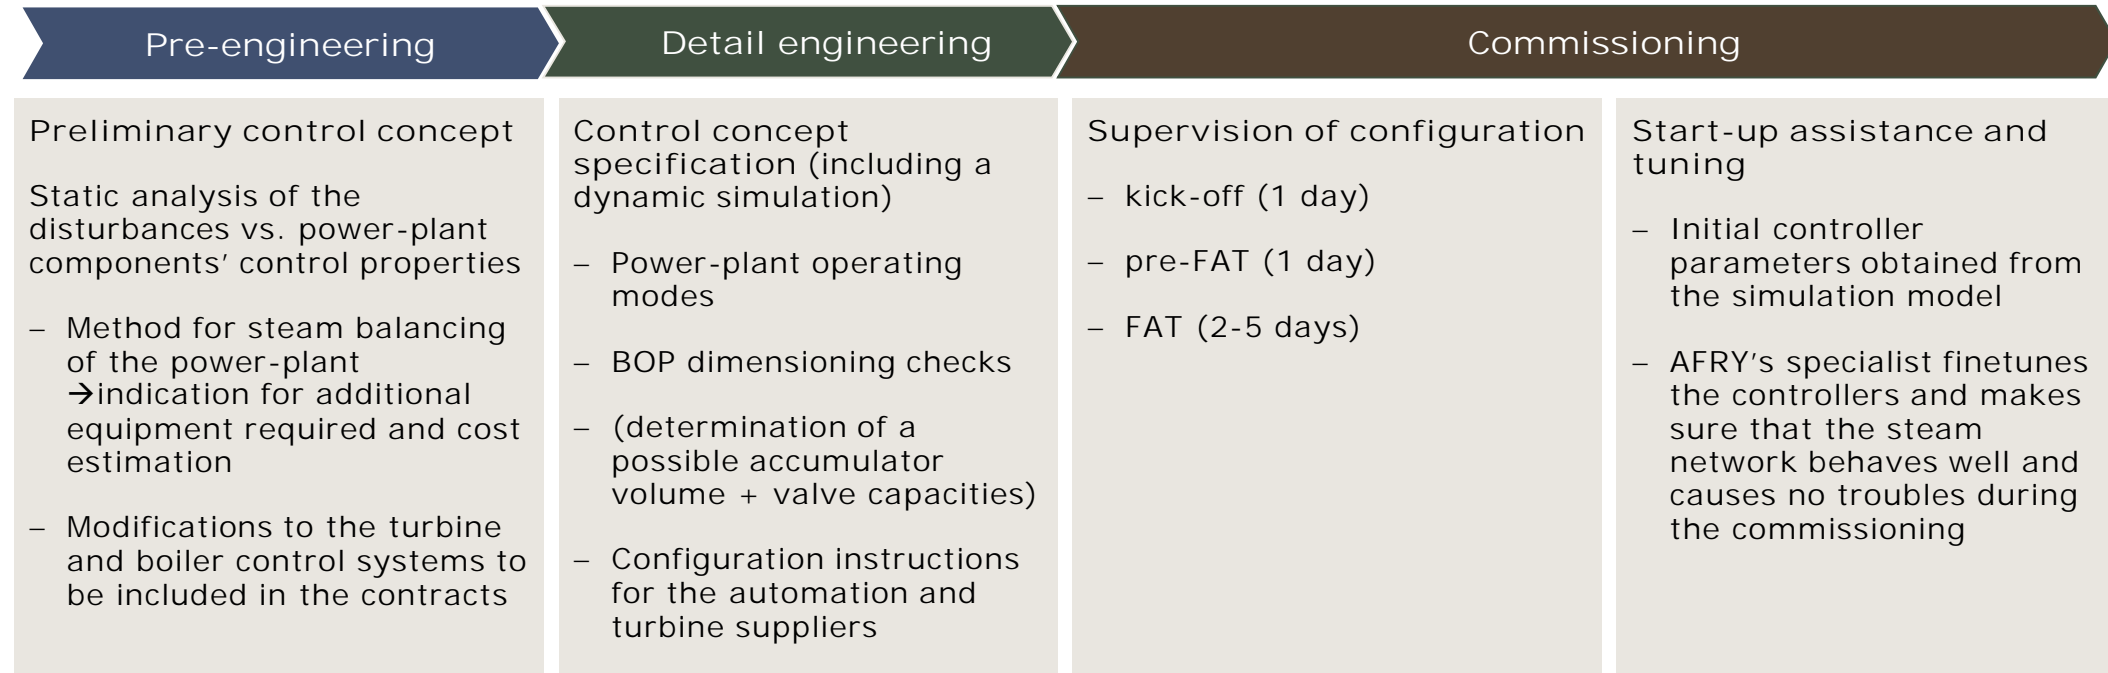 Pre-engineering
Detail engineering
Commissioning
Preliminary control concept
Static analysis of the
disturbances vs. power-plant
components’ control properties
– Method for steam balancing
of the power-plant
→indication for additional
equipment required and cost
estimation
– Modifications to the turbine
and boiler control systems to
be included in the contracts
Control concept
specification (including a
dynamic simulation)
– Power-plant operating
modes
– BOP dimensioning checks
– (determination of a
possible accumulator
volume + valve capacities)
– Configuration instructions
for the automation and
turbine suppliers
Supervision of configuration
– kick-off (1 day)
– pre-FAT (1 day)
– FAT (2-5 days)
Start-up assistance and
tuning
– Initial controller
parameters obtained from
the simulation model
– AFRY’s specialist finetunes
the controllers and makes
sure that the steam
network behaves well and
causes no troubles during
the commissioning